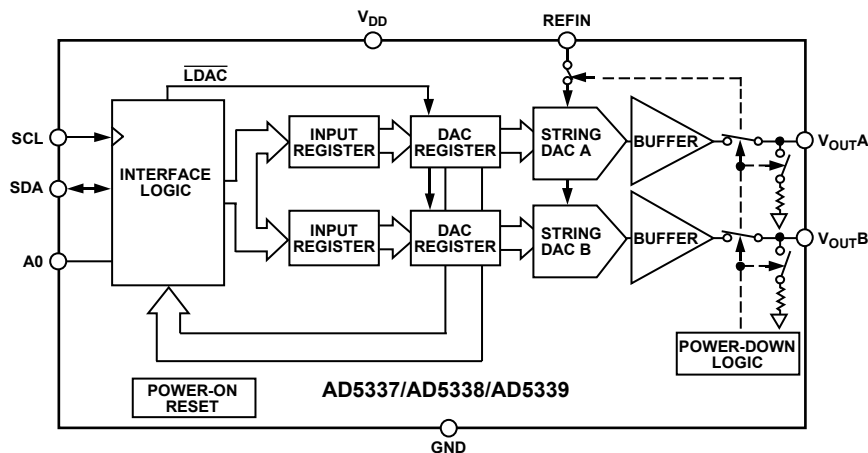 VDD
REFIN
LDAC
SCL
SDA
A0
INTERFACE
LOGIC
INPUT
REGISTER
DAC
REGISTER
STRING
DAC A
BUFFER
VOUTA
INPUT
REGISTER
DAC
REGISTER
STRING
DAC B
BUFFER
VOUTB
POWER-DOWN
LOGIC
POWER-ON
RESET
AD5337/AD5338/AD5339
GND